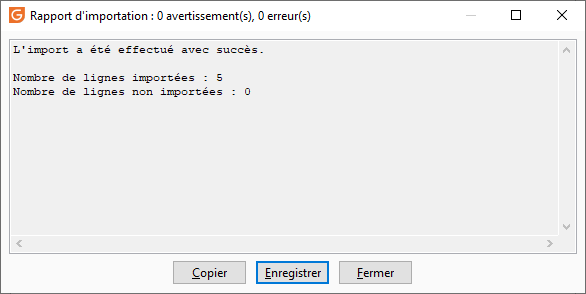 Rapport d'importation : 0 avertissement(s), 0 erreur(s)
L'import a été effectué avec succès.
Nombre de lignes importées : 5
Nombre de lignes non importées : 0
Copier
Enregistrer
Fermer